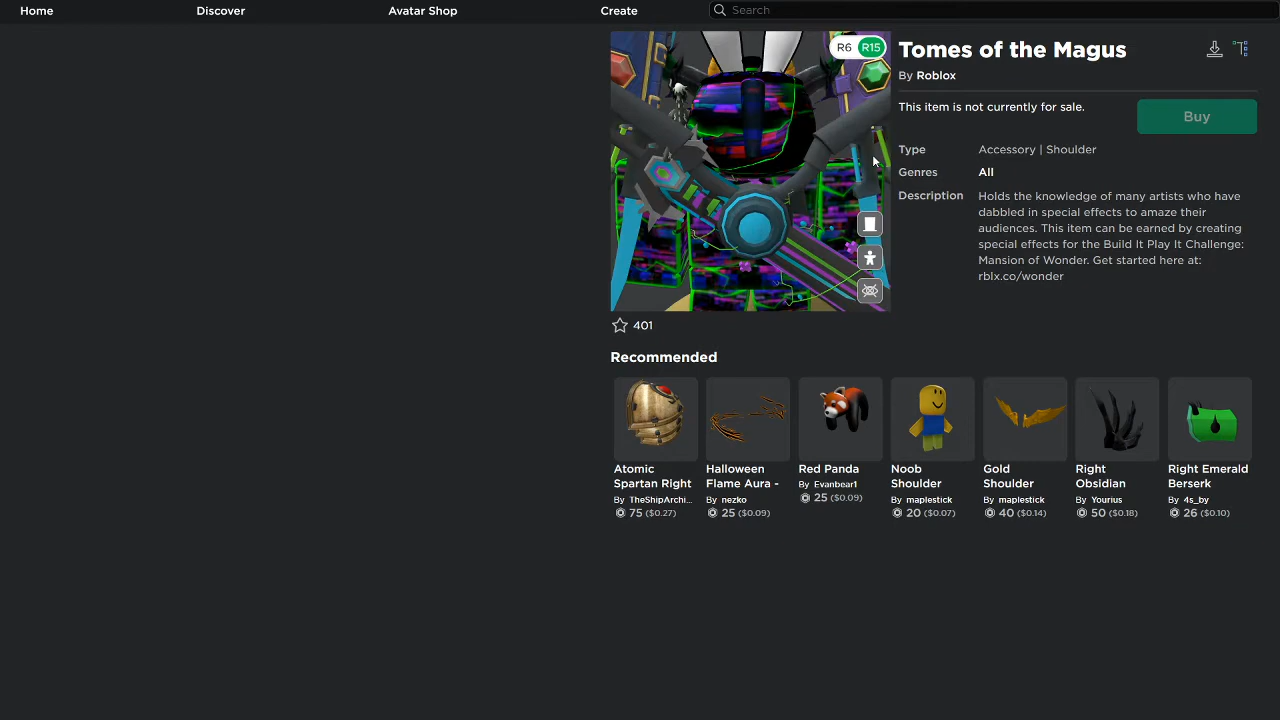 Home Discover Avatar Shop Create Search
R6 R15
Tomes of the Magus
By Roblox
This item is not currently for sale.
Buy
Type Accessory | Shoulder
Genres All
Description Holds the knowledge of many artists who have
dabbled in special effects to amaze their
audiences. This item can be earned by creating
special effects for the Build It Play It Challenge:
Mansion of Wonder. Get started here at:
rblx.co/wonder
401
Recommended
Atomic
Spartan Right
By TheShipArchi...
75 ($0.27)
Halloween
Flame Aura -
By nezko
25 ($0.09)
Red Panda
By Evanbear1
25 ($0.09)
Noob
Shoulder
By maplestick
20 ($0.07)
Gold
Shoulder
By maplestick
40 ($0.14)
Right
Obsidian
By Yourius
50 ($0.18)
Right Emerald
Berserk
By 4s_by
26 ($0.10)